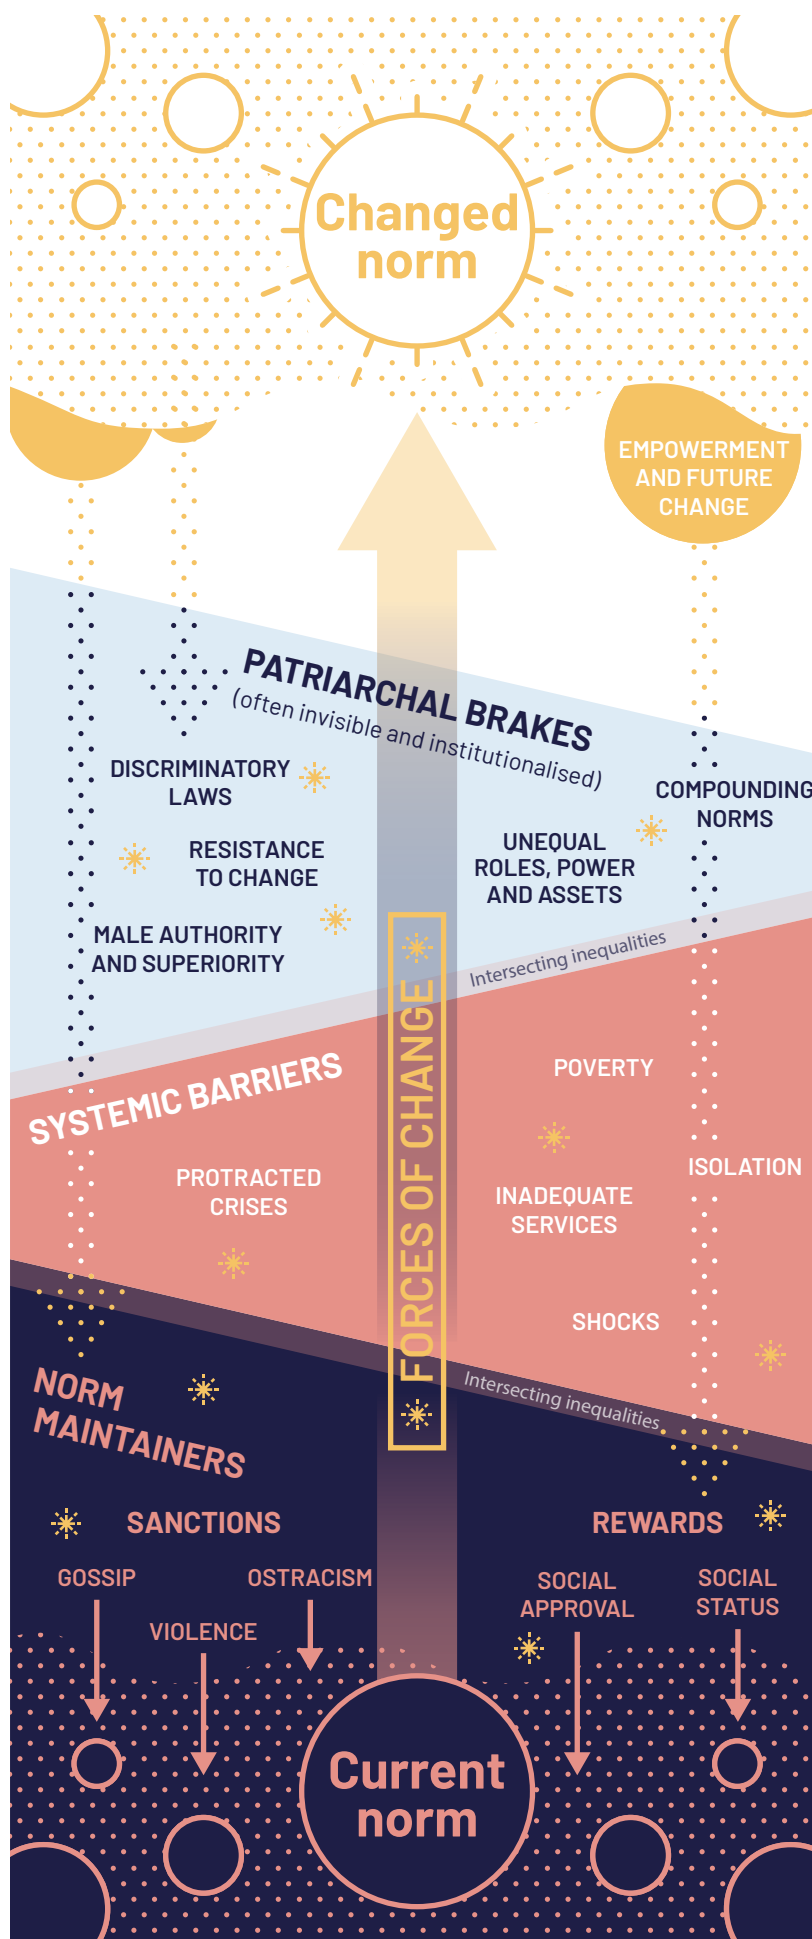 Changed
norm
EMPOWERMENT
AND FUTURE
CHANGE
PATRIARCHAL BRAKES
(often invisible and institutionalised)
DISCRIMINATORY
LAWS
COMPOUNDING
NORMS
RESISTANCE
TO CHANGE
UNEQUAL
ROLES, POWER
AND ASSETS
MALE AUTHORITY
AND SUPERIORITY
Intersecting inequalities
FORCES OF CHANGE
SYSTEMIC BARRIERS
POVERTY
PROTRACTED
CRISES
ISOLATION
INADEQUATE
SERVICES
SHOCKS
Intersecting inequalities
NORM
MAINTAINERS
SANCTIONS
REWARDS
GOSSIP
OSTRACISM
VIOLENCE
SOCIAL
APPROVAL
SOCIAL
STATUS
Current
norm